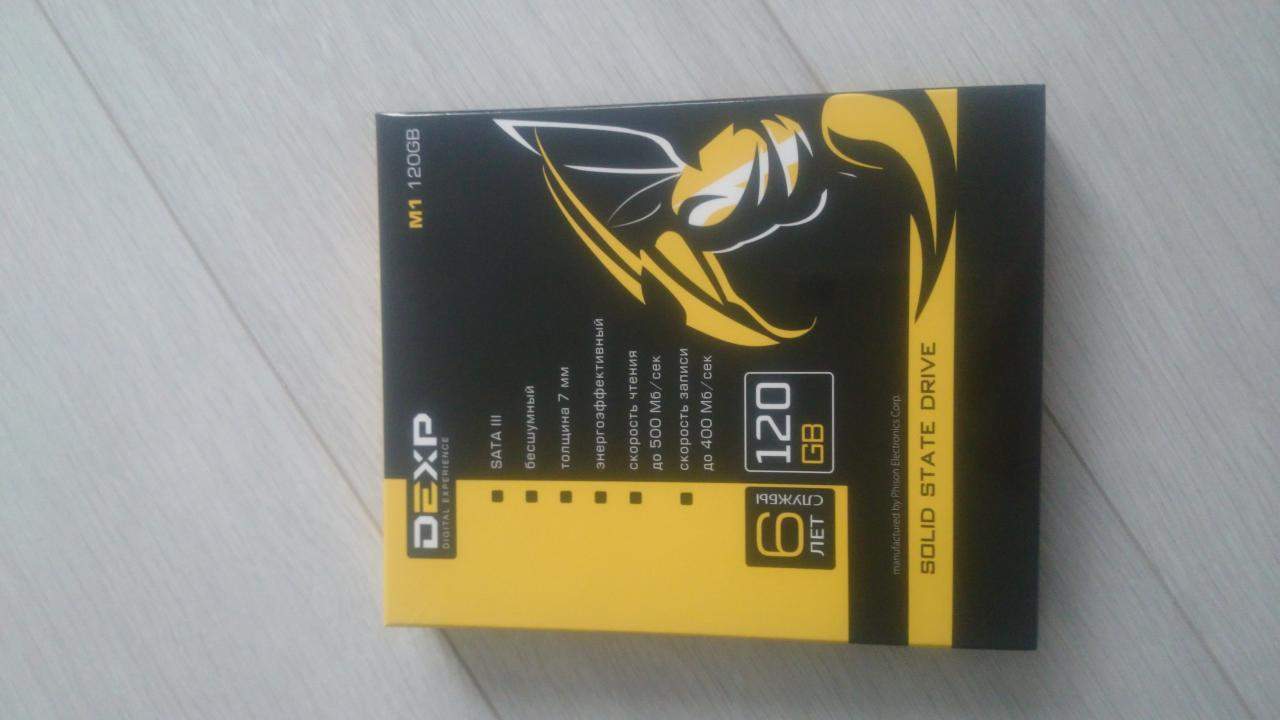 DEXP
DIGITAL EXPERIENCE
M1 120GB
SATA III
бесшумный
толщина 7 мм
энергоэффективный
скорость чтения
до 500 Мб/сек
скорость записи
до 400 Мб/сек
6 ЛЕТ
СЛУЖБЫ
120
GB
manufactured by Phison Electronics Corp.
SOLID STATE DRIVE